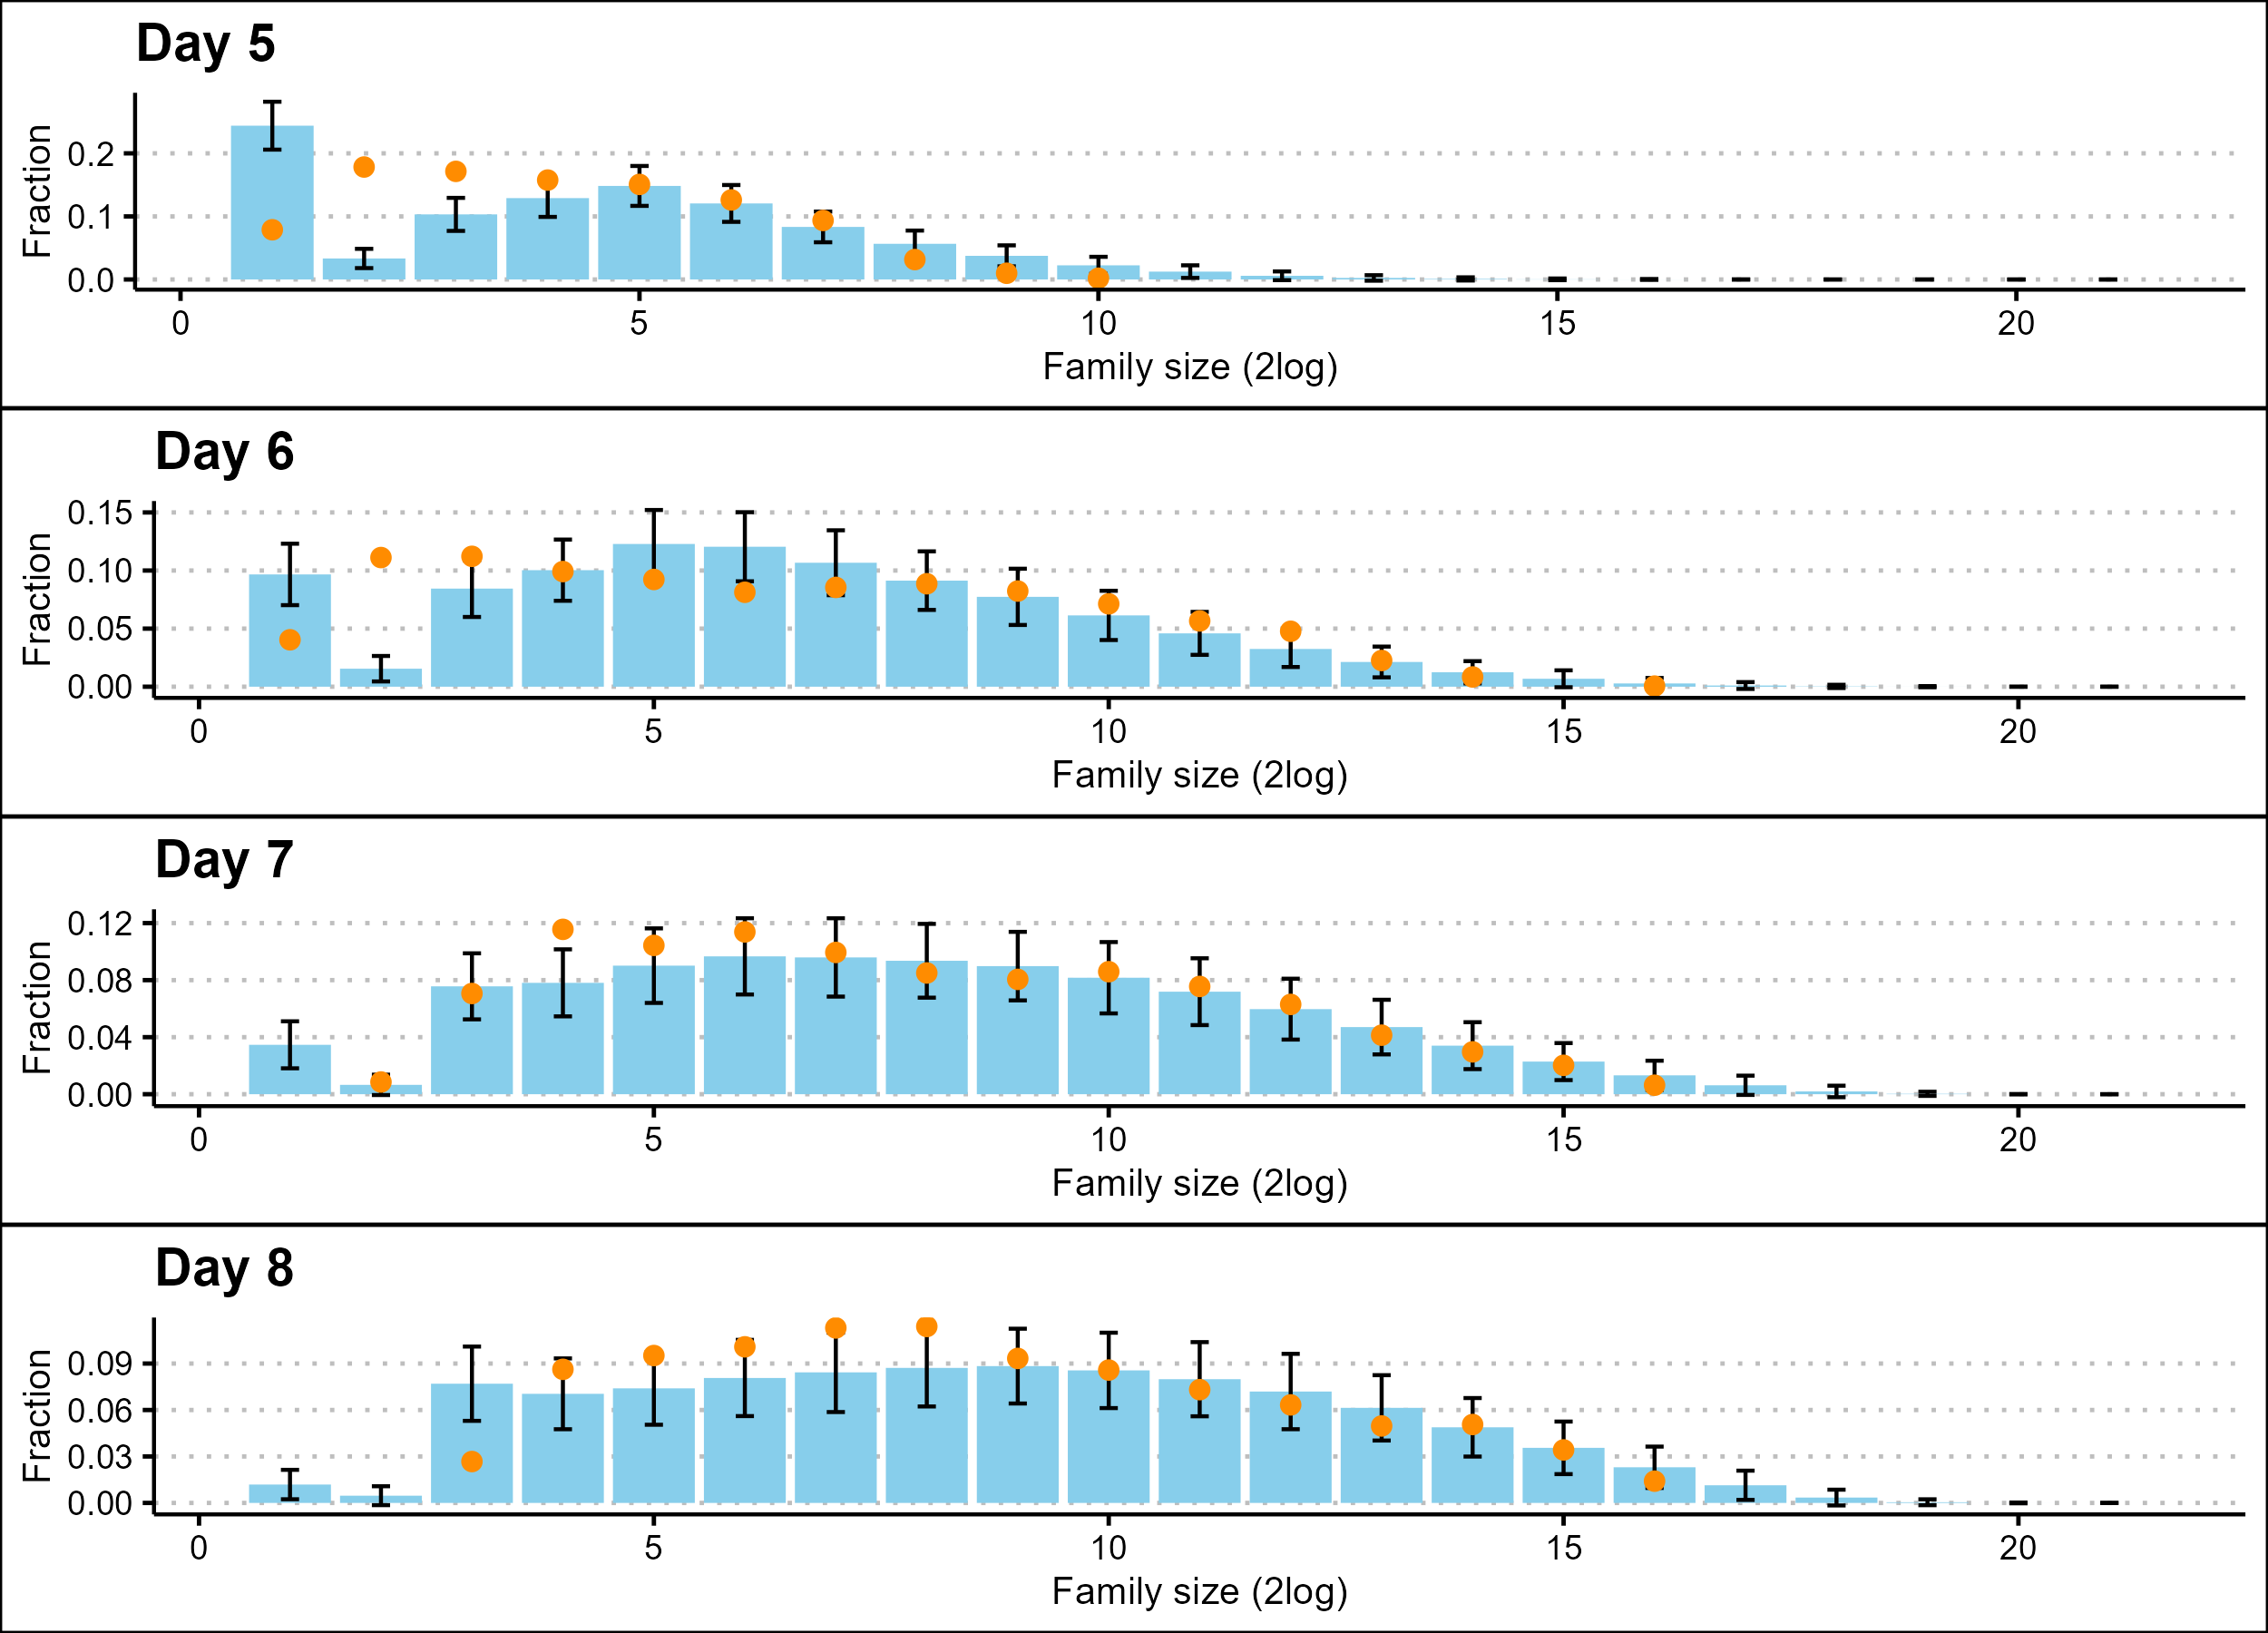 Day 5
Fraction
0.2
0.1
0.0
0 5 10 15 20
Family size (2log)
Day 6
Fraction
0.15
0.10
0.05
0.00
0 5 10 15 20
Family size (2log)
Day 7
Fraction
0.12
0.08
0.04
0.00
0 5 10 15 20
Family size (2log)
Day 8
Fraction
0.09
0.06
0.03
0.00
0 5 10 15 20
Family size (2log)